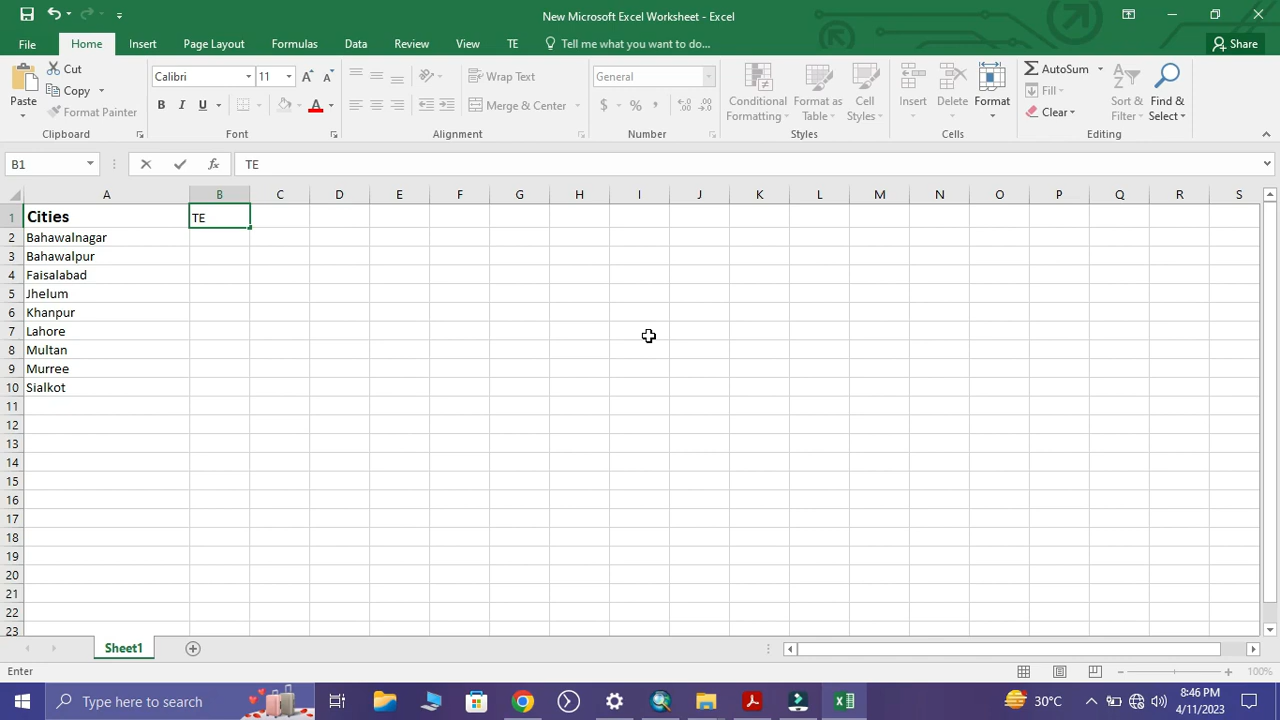 New Microsoft Excel Worksheet - Excel
File Home Insert Page Layout Formulas Data Review View TE Tell me what you want to do... Share
Paste Cut Copy Format Painter Clipboard
Calibri 11 A A B I U A Font
Wrap Text Merge & Center Alignment
General $ % , Number
Conditional Formatting Format as Table Cell Styles Styles
Insert Delete Format Cells
AutoSum Fill Clear Sort & Filter Find & Select Editing
B1 fx TE
A B C D E F G H I J K L M N O P Q R S
1 Cities TE
2 Bahawalnagar
3 Bahawalpur
4 Faisalabad
5 Jhelum
6 Khanpur
7 Lahore
8 Multan
9 Murree
10 Sialkot
11
12
13
14
15
16
17
18
19
20
21
22
23
Sheet1
Enter 100%
Type here to search 30°C 8:46 PM
4/11/2023